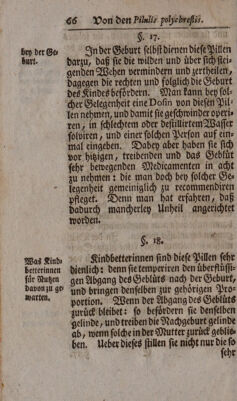 66 Von den Pilulis polychrestis.
§. 17.
bey der Ge-
burt.
In der Geburt selbst dienen diese Pillen
darzu, daß sie die wilden und über sich stei-
genden Wehen vermindern und zertheilen,
dagegen die rechten und folglich die Geburt
des Kindes befördern. Man kan bey sol-
cher Gelegenheit eine Dosin von diesen Pil-
len nehmen, und damit sie geschwinder operi-
ren, in schlechtem oder destillirtem Wasser
solviren, und einer solchen Person auf ein-
mal eingeben. Dabey aber haben sie sich
vor hitzigen, treibenden und das Geblüt
sehr bewegenden Medicamenten in acht
zu nehmen: die man doch bey solcher Ge-
legenheit gemeiniglich zu recommendiren
pfleget. Denn man hat erfahren, daß
dadurch mancherley Unheil angerichtet
worden.
§. 18.
Was Kind-
betterinnen
für Nutzen
davon zu ge-
warten.
Kindbetterinnen sind diese Pillen sehr
dienlich: denn sie temperiren den überflüssi-
gen Abgang des Geblüts nach der Geburt,
und bringen denselben zur gehörigen Pro-
portion. Wenn der Abgang des Geblüts
zurück bleibet: so befördern sie denselben
gelinde, und treiben die Nachgeburt gelinde
ab, wenn solche in der Mutter zurück geblie-
ben. Ueber dieses stillen sie nicht nur die so
sehr